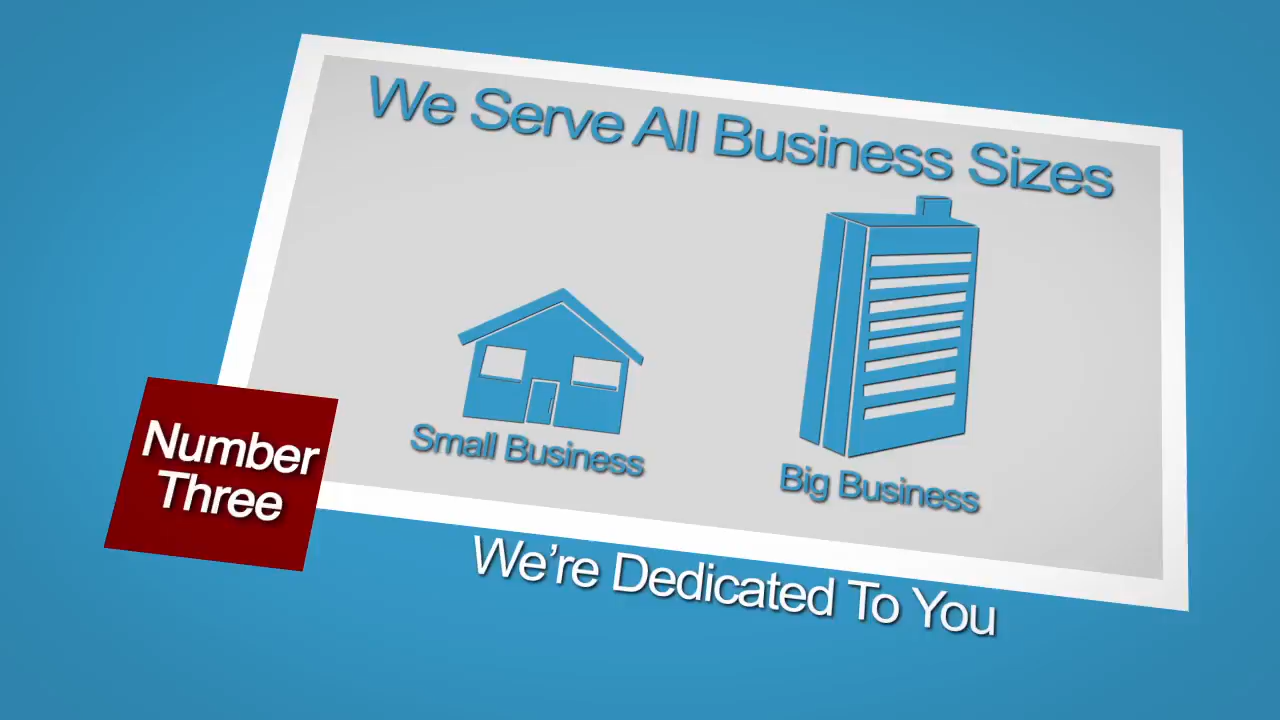 We Serve All Business Sizes
Small Business
Big Business
Number
Three
We’re Dedicated To You